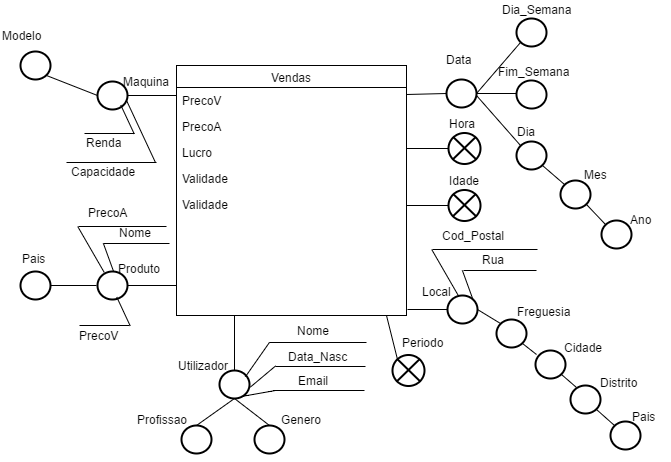 Dia_Semana
Modelo
Data
Fim_Semana
Vendas
Maquina
PrecoV
PrecoA
Hora
Dia
Renda
Lucro
Capacidade
Validade
Idade
Mes
Validade
PrecoA
Ano
Nome
Cod_Postal
Rua
Pais
Produto
Local
Freguesia
PrecoV
Nome
Periodo
Cidade
Data_Nasc
Utilizador
Email
Distrito
Profissao
Genero
Pais